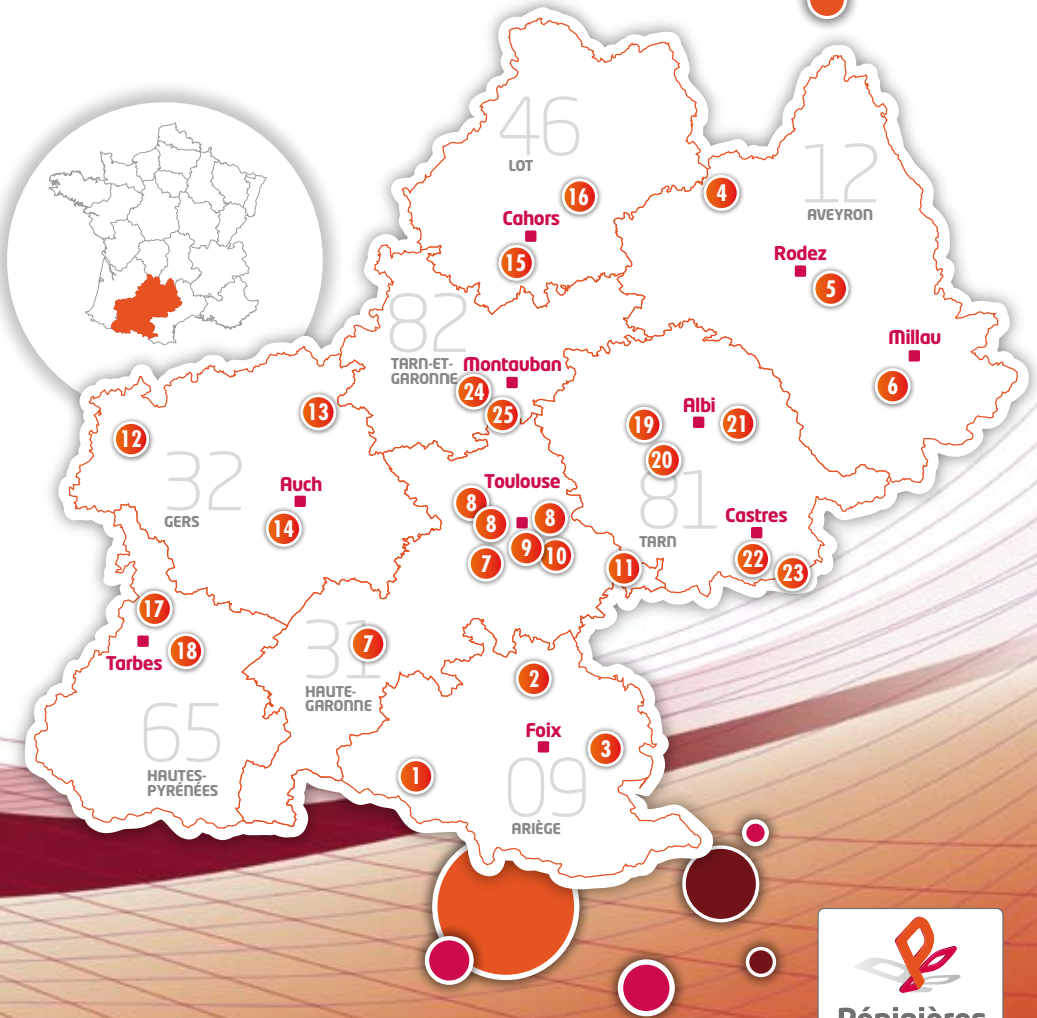 46
LOT
16
Cahors
15
4
12
AVEYRON
Rodez
5
Millau
6
82
TARN-ET-
GARONNE
Montauban
24
25
13
12
32
GERS
Auch
14
Albi
19
21
20
81
TARN
Castres
22
23
11
Toulouse
8
8
8
9
10
7
31
7
HAUTE-
GARONNE
17
Tarbes
18
65
HAUTES-
PYRÉNÉES
2
Foix
3
1
09
ARIÈGE
Pépinières